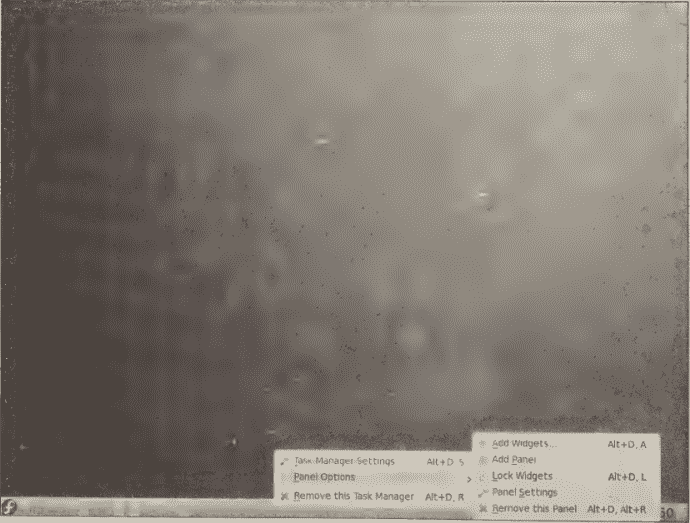 Task Manager Settings Alt+D, S
Panel Options
Remove this Task Manager Alt+D, R
Add Widgets... Alt+D, A
Add Panel
Lock Widgets Alt+D, L
Panel Settings
Remove this Panel Alt+D, Alt+R